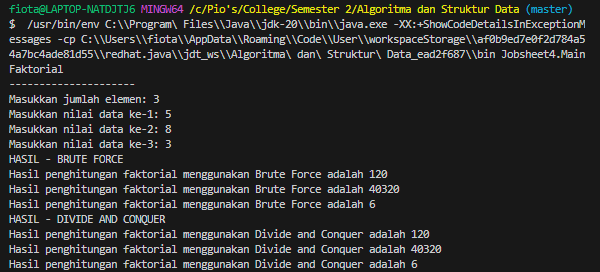 fiota@LAPTOP-NATDJTJ6 MINGW64 /c/Pio's/College/Semester 2/Algoritma dan Struktur Data (master)
$  /usr/bin/env C:\\Program\ Files\\Java\\jdk-20\\bin\\java.exe -XX:+ShowCodeDetailsInExceptionM
essages -cp C:\\Users\\fiota\\AppData\\Roaming\\Code\\User\\workspaceStorage\\af0b9ed7e0f2d784a5
4a7bc4ade81d55\\redhat.java\\jdt_ws\\Algoritma\ dan\ Struktur\ Data_ead2f687\\bin Jobsheet4.Main
Faktorial
---------------------
Masukkan jumlah elemen: 3
Masukkan nilai data ke-1: 5
Masukkan nilai data ke-2: 8
Masukkan nilai data ke-3: 3
HASIL - BRUTE FORCE
Hasil penghitungan faktorial menggunakan Brute Force adalah 120
Hasil penghitungan faktorial menggunakan Brute Force adalah 40320
Hasil penghitungan faktorial menggunakan Brute Force adalah 6
HASIL - DIVIDE AND CONQUER
Hasil penghitungan faktorial menggunakan Divide and Conquer adalah 120
Hasil penghitungan faktorial menggunakan Divide and Conquer adalah 40320
Hasil penghitungan faktorial menggunakan Divide and Conquer adalah 6